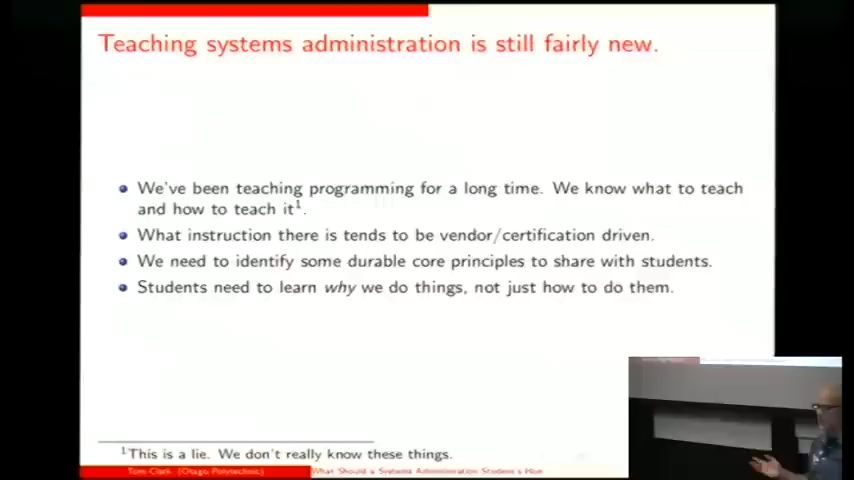 Teaching systems administration is still fairly new.
We've been teaching programming for a long time. We know what to teach
and how to teach it1.
What instruction there is tends to be vendor/certification driven.
We need to identify some durable core principles to share with students.
Students need to learn why we do things, not just how to do them.
1This is a lie. We don't really know these things.
Tom Clark (Otago Polytechnic)
What Should a Systems Administration Student's